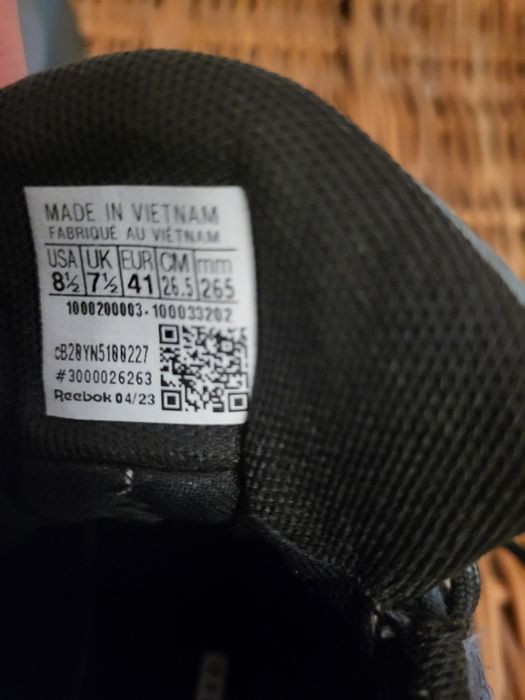 MADE IN VIETNAM
FABRIQUÉ AU VIÊTNAM
USA UK EUR CM mm
8½ 7½ 41 26.5 265
1000200003-100033202
cB20YN5100227
#3000026263
Reebok 04/23